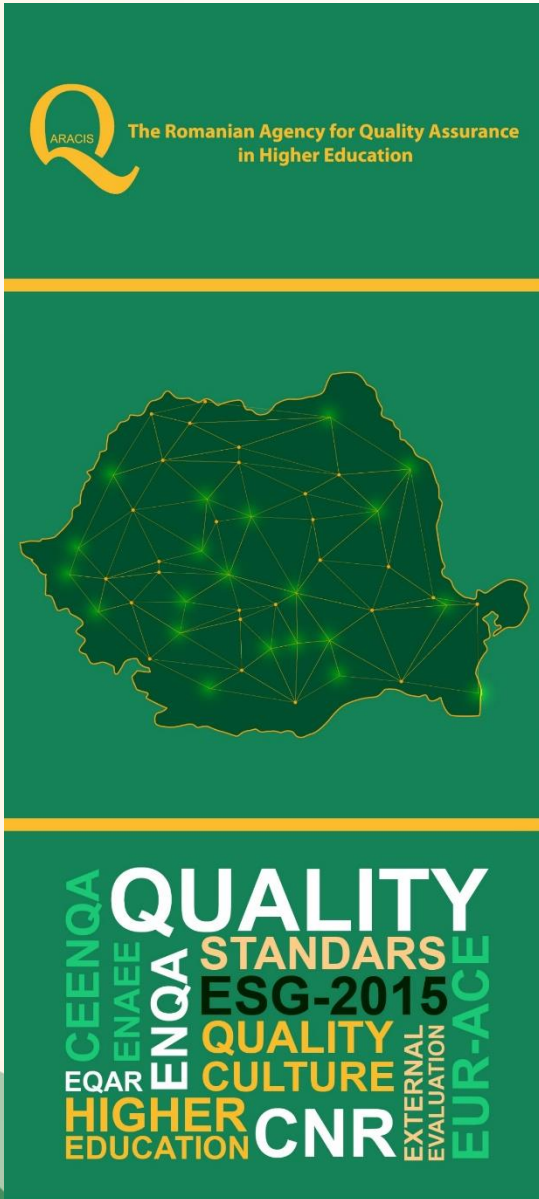 ARACIS
The Romanian Agency for Quality Assurance
in Higher Education
CEENQA
ENAEE
QUALITY
ENQA
STANDARS
ESG-2015
QUALITY
CULTURE
EQAR
HIGHER
EDUCATION
CNR
EXTERNAL
EVALUATION
EUR-ACE